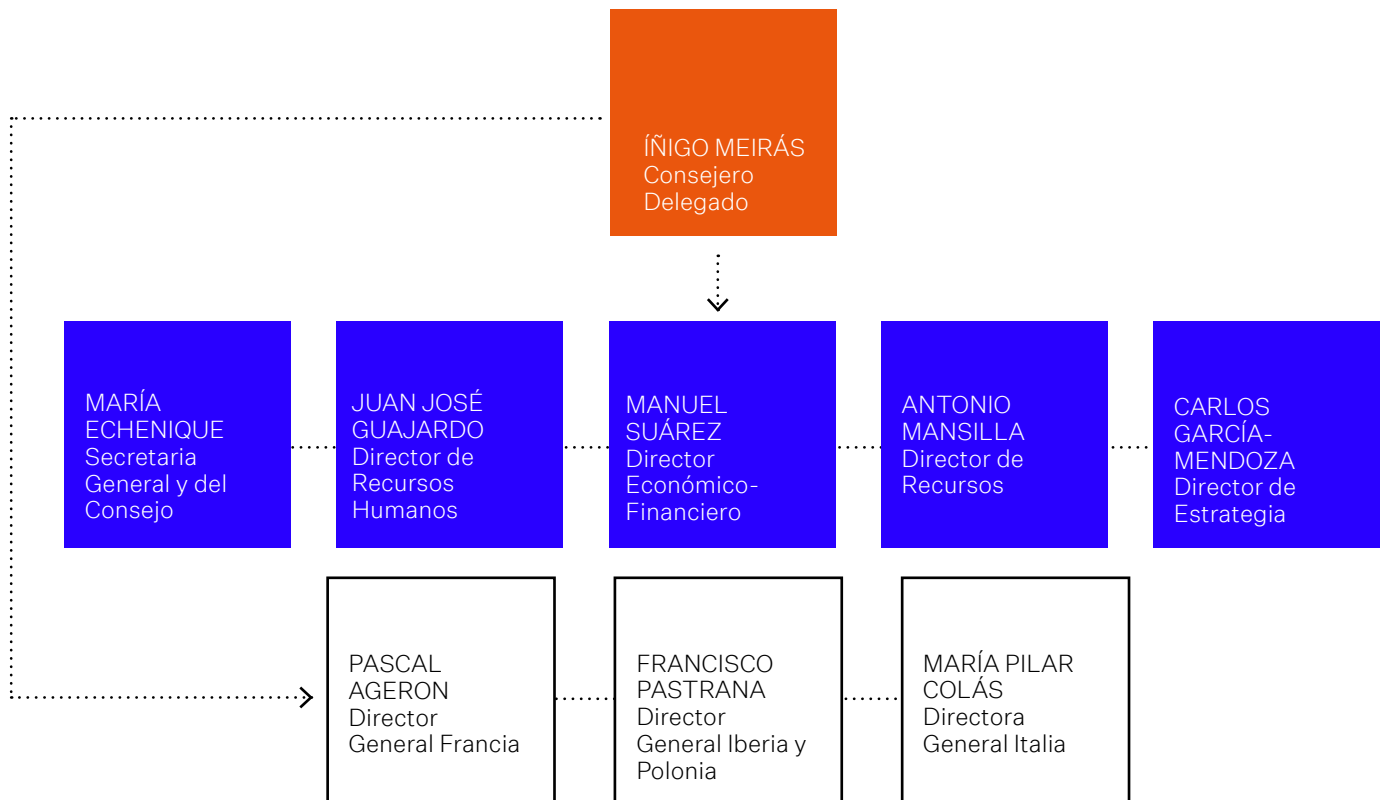 ÍÑIGO MEIRÁS
Consejero
Delegado
MARÍA
ECHENIQUE
Secretaria
General y del
Consejo
JUAN JOSÉ
GUAJARDO
Director de
Recursos
Humanos
MANUEL
SUÁREZ
Director
Económico-
Financiero
ANTONIO
MANSILLA
Director de
Recursos
CARLOS
GARCÍA-
MENDOZA
Director de
Estrategia
PASCAL
AGERON
Director
General Francia
FRANCISCO
PASTRANA
Director
General Iberia y
Polonia
MARÍA PILAR
COLÁS
Directora
General Italia